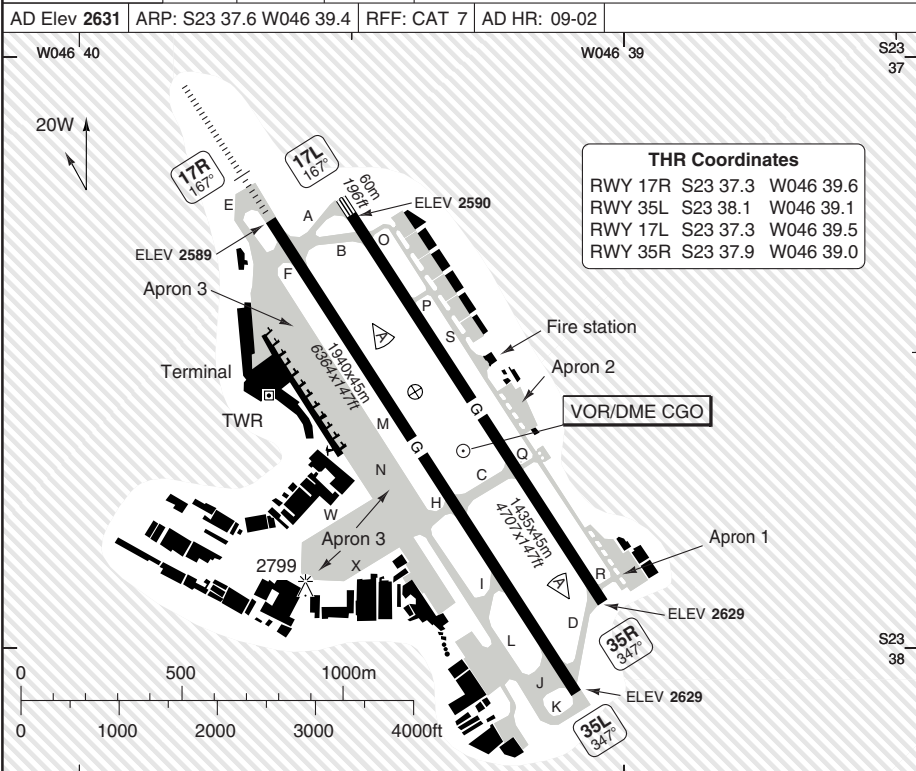 AD Elev 2631 ARP: S23 37.6 W046 39.4 RFF: CAT 7 AD HR: 09-02
W046 40
W046 39
S23
37
20W
17R
167°
17L
167°
60m
196ft
ELEV 2590
THR Coordinates
RWY 17R S23 37.3 W046 39.6
RWY 35L S23 38.1 W046 39.1
RWY 17L S23 37.3 W046 39.5
RWY 35R S23 37.9 W046 39.0
E
A
B
O
ELEV 2589
F
Apron 3
P
S
A
Fire station
1940x45m
6364x147ft
Terminal
Apron 2
TWR
VOR/DME CGO
G
M
G
Q
C
N
H
W
1435x45m
4707x147ft
Apron 3
Apron 1
2799
X
I
A
R
ELEV 2629
D
35R
347°
L
S23
38
J
K
ELEV 2629
35L
347°
0 500 1000m
0 1000 2000 3000 4000ft